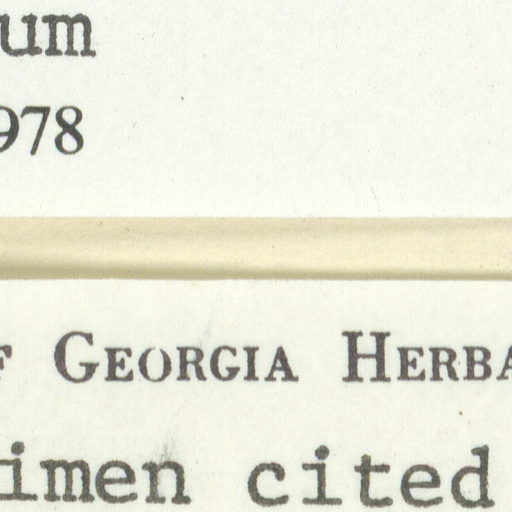 um
978
F GEORGIA HERBA
imen cited